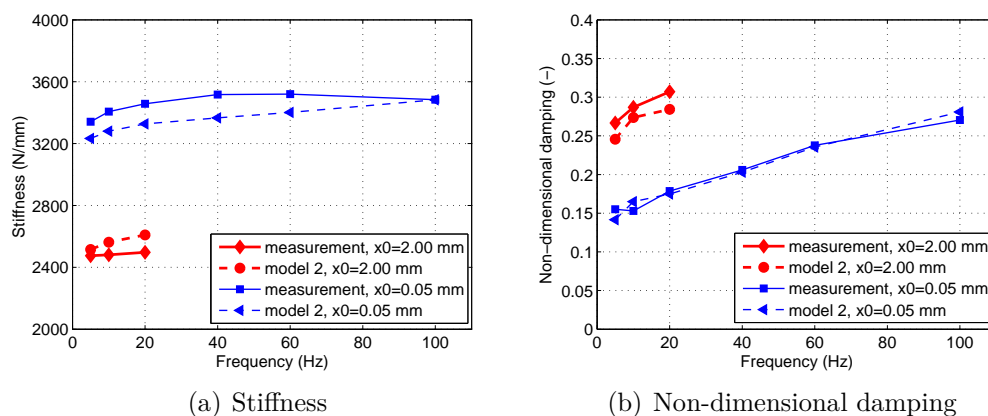 4000
3600
3200
2800
2400
2000
Stiffness (N/mm)
0
20
40
60
80
100
Frequency (Hz)
measurement, x0=2.00 mm
model 2, x0=2.00 mm
measurement, x0=0.05 mm
model 2, x0=0.05 mm
(a) Stiffness
0.4
0.35
0.3
0.25
0.2
0.15
0.1
0.05
0
Non−dimensional damping (−)
0
20
40
60
80
100
Frequency (Hz)
measurement, x0=2.00 mm
model 2, x0=2.00 mm
measurement, x0=0.05 mm
model 2, x0=0.05 mm
(b) Non-dimensional damping